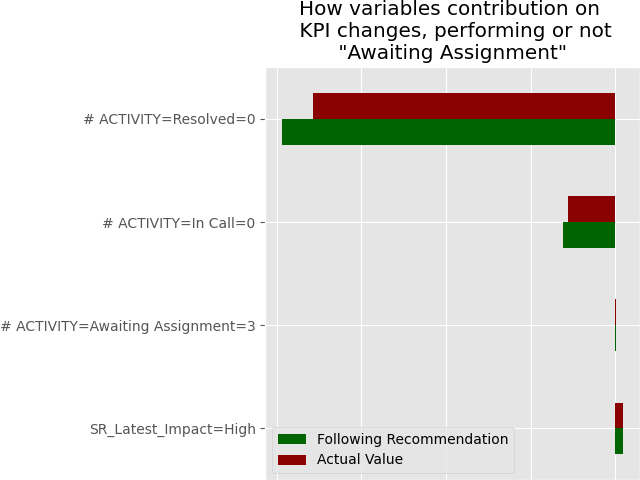 How variables contribution on
KPI changes, performing or not
"Awaiting Assignment"
# ACTIVITY=Resolved=0
# ACTIVITY=In Call=0
# ACTIVITY=Awaiting Assignment=3
SR_Latest_Impact=High
Following Recommendation
Actual Value